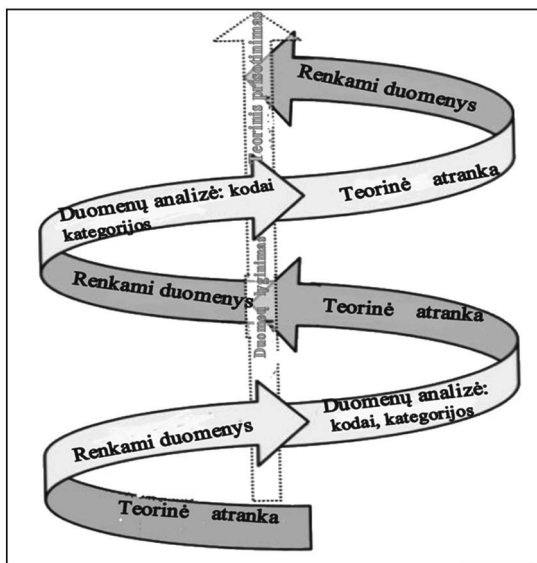 Renkami duomenys
Teorinė atranka
Duomenų analizė: kodai
kategorijos
Renkami duomenys
Teorinė atranka
Duomenų analizė:
kodai, kategorijos
Renkami duomenys
Teorinė atranka
Teorinis prisotinimas
Duomenų lyginimas